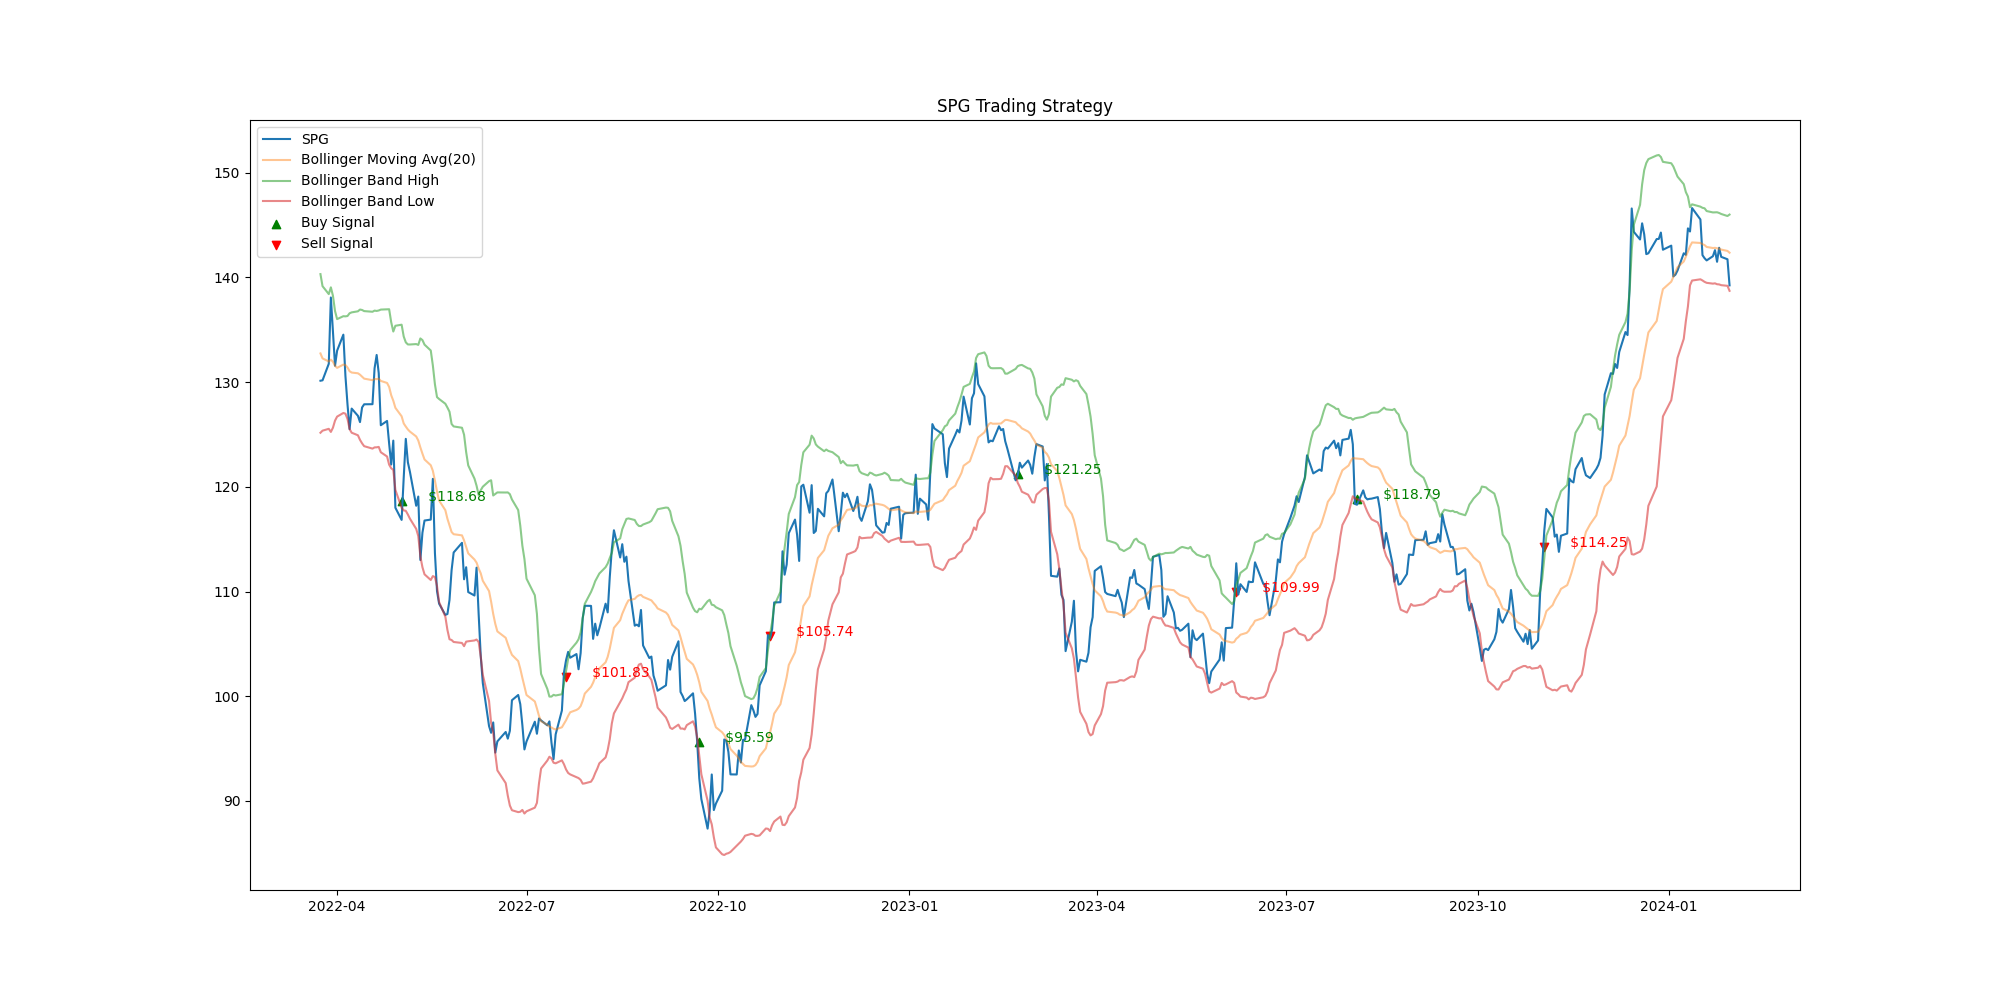 SPG Trading Strategy
SPG
Bollinger Moving Avg(20)
Bollinger Band High
Bollinger Band Low
Buy Signal
Sell Signal
150
140
130
120
110
100
90
$118.68
$101.83
$95.59
$105.74
$121.25
$109.99
$118.79
$114.25
2022-04 2022-07 2022-10 2023-01 2023-04 2023-07 2023-10 2024-01